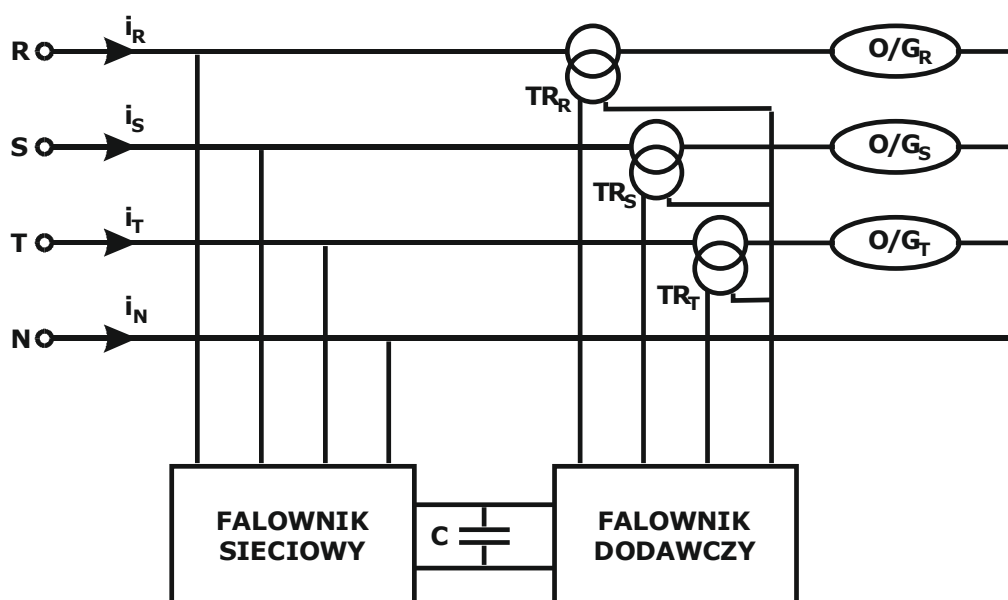 R
i_R
O/G_R
TR_R
S
i_S
O/G_S
TR_S
T
i_T
O/G_T
TR_T
N
i_N
FALOWNIK
SIECIOWY
C
FALOWNIK
DODAWCZY